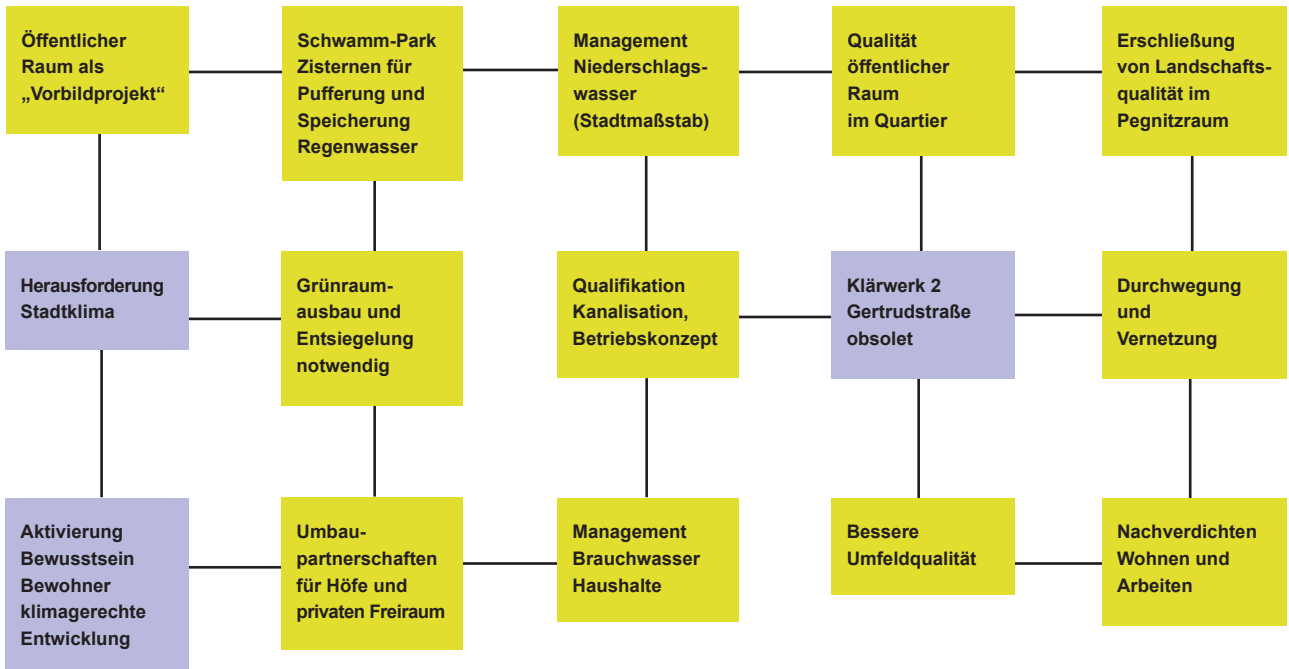 Öffentlicher
Raum als
„Vorbildprojekt“
Schwamm-Park
Zisternen für
Pufferung und
Speicherung
Regenwasser
Management
Niederschlags-
wasser
(Stadtmaßstab)
Qualität
öffentlicher
Raum
im Quartier
Erschließung
von Landschafts-
qualität im
Pegnitzraum
Herausforderung
Stadtklima
Grünraum-
ausbau und
Entsiegelung
notwendig
Qualifikation
Kanalisation,
Betriebskonzept
Klärwerk 2
Gertrudstraße
obsolet
Durchwegung
und
Vernetzung
Aktivierung
Bewusstsein
Bewohner
klimagerechte
Entwicklung
Umbau-
partnerschaften
für Höfe und
privaten Freiraum
Management
Brauchwasser
Haushalte
Bessere
Umfeldqualität
Nachverdichten
Wohnen und
Arbeiten